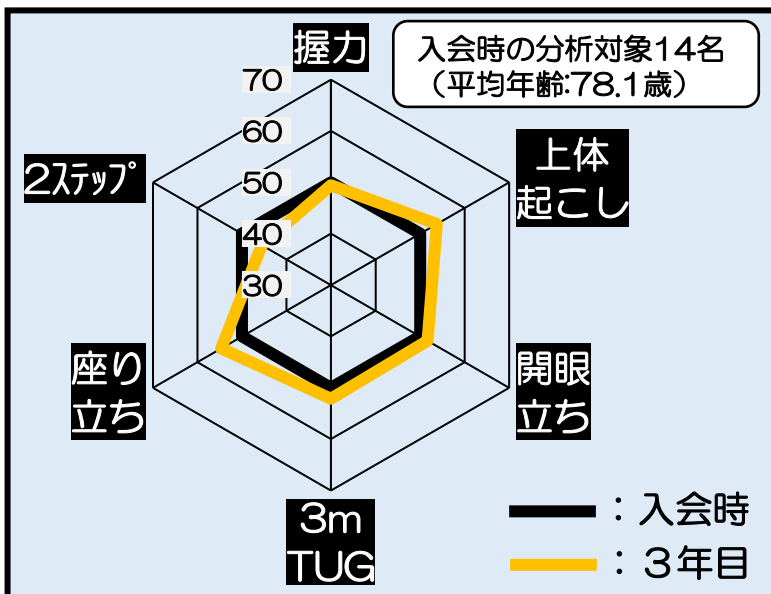 握力
入会時の分析対象14名
(平均年齢:78.1歳)
70
60
50
40
30
2ステップ
上体
起こし
座り
立ち
開眼
立ち
3m
TUG
:入会時
:3年目